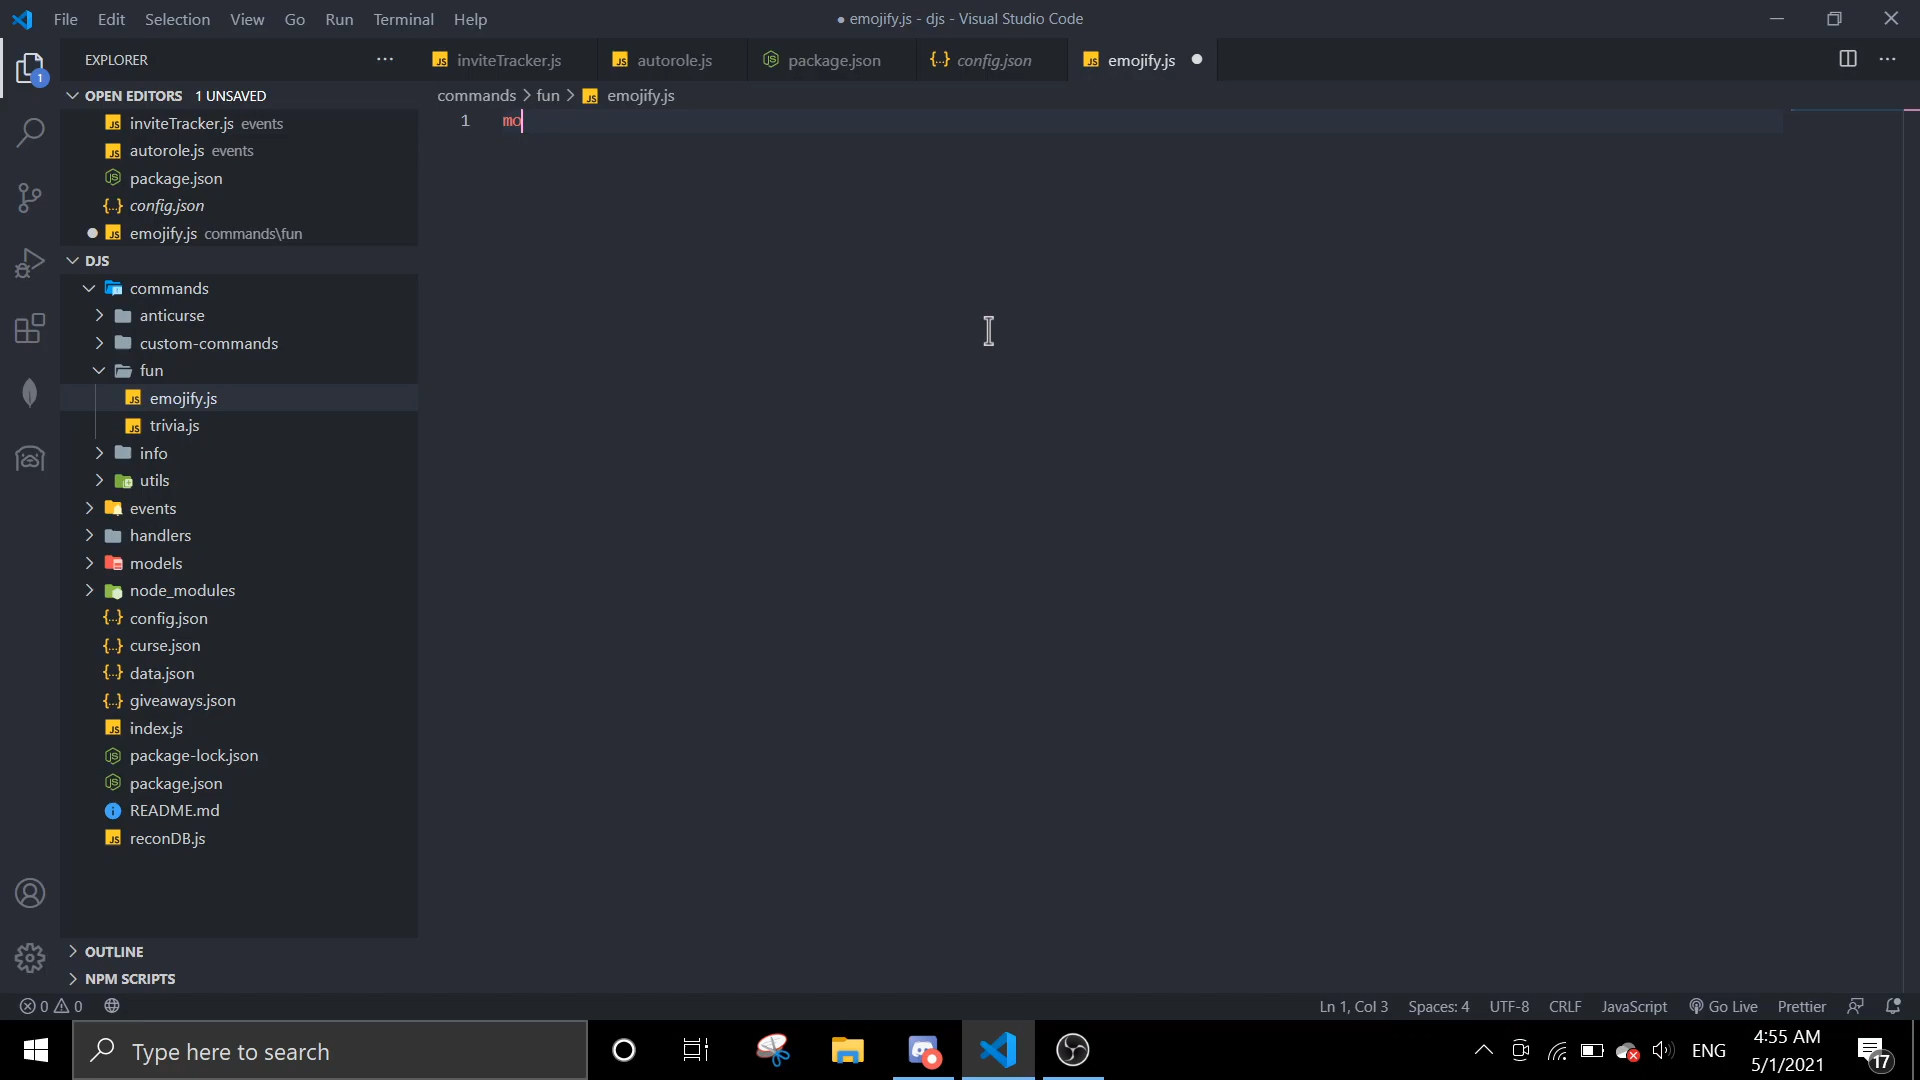 File Edit Selection View Go Run Terminal Help
● emojify.js - djs - Visual Studio Code
EXPLORER
inviteTracker.js
autorole.js
package.json
config.json
emojify.js
OPEN EDITORS 1 UNSAVED
commands > fun > emojify.js
inviteTracker.js events
1 mo
autorole.js events
package.json
config.json
emojify.js commands\fun
DJS
commands
anticurse
custom-commands
fun
emojify.js
trivia.js
info
utils
events
handlers
models
node_modules
config.json
curse.json
data.json
giveaways.json
index.js
package-lock.json
package.json
README.md
reconDB.js
OUTLINE
NPM SCRIPTS
0 0
Ln 1, Col 3 Spaces: 4 UTF-8 CRLF JavaScript Go Live Prettier
Type here to search
ENG
4:55 AM
5/1/2021
17
1